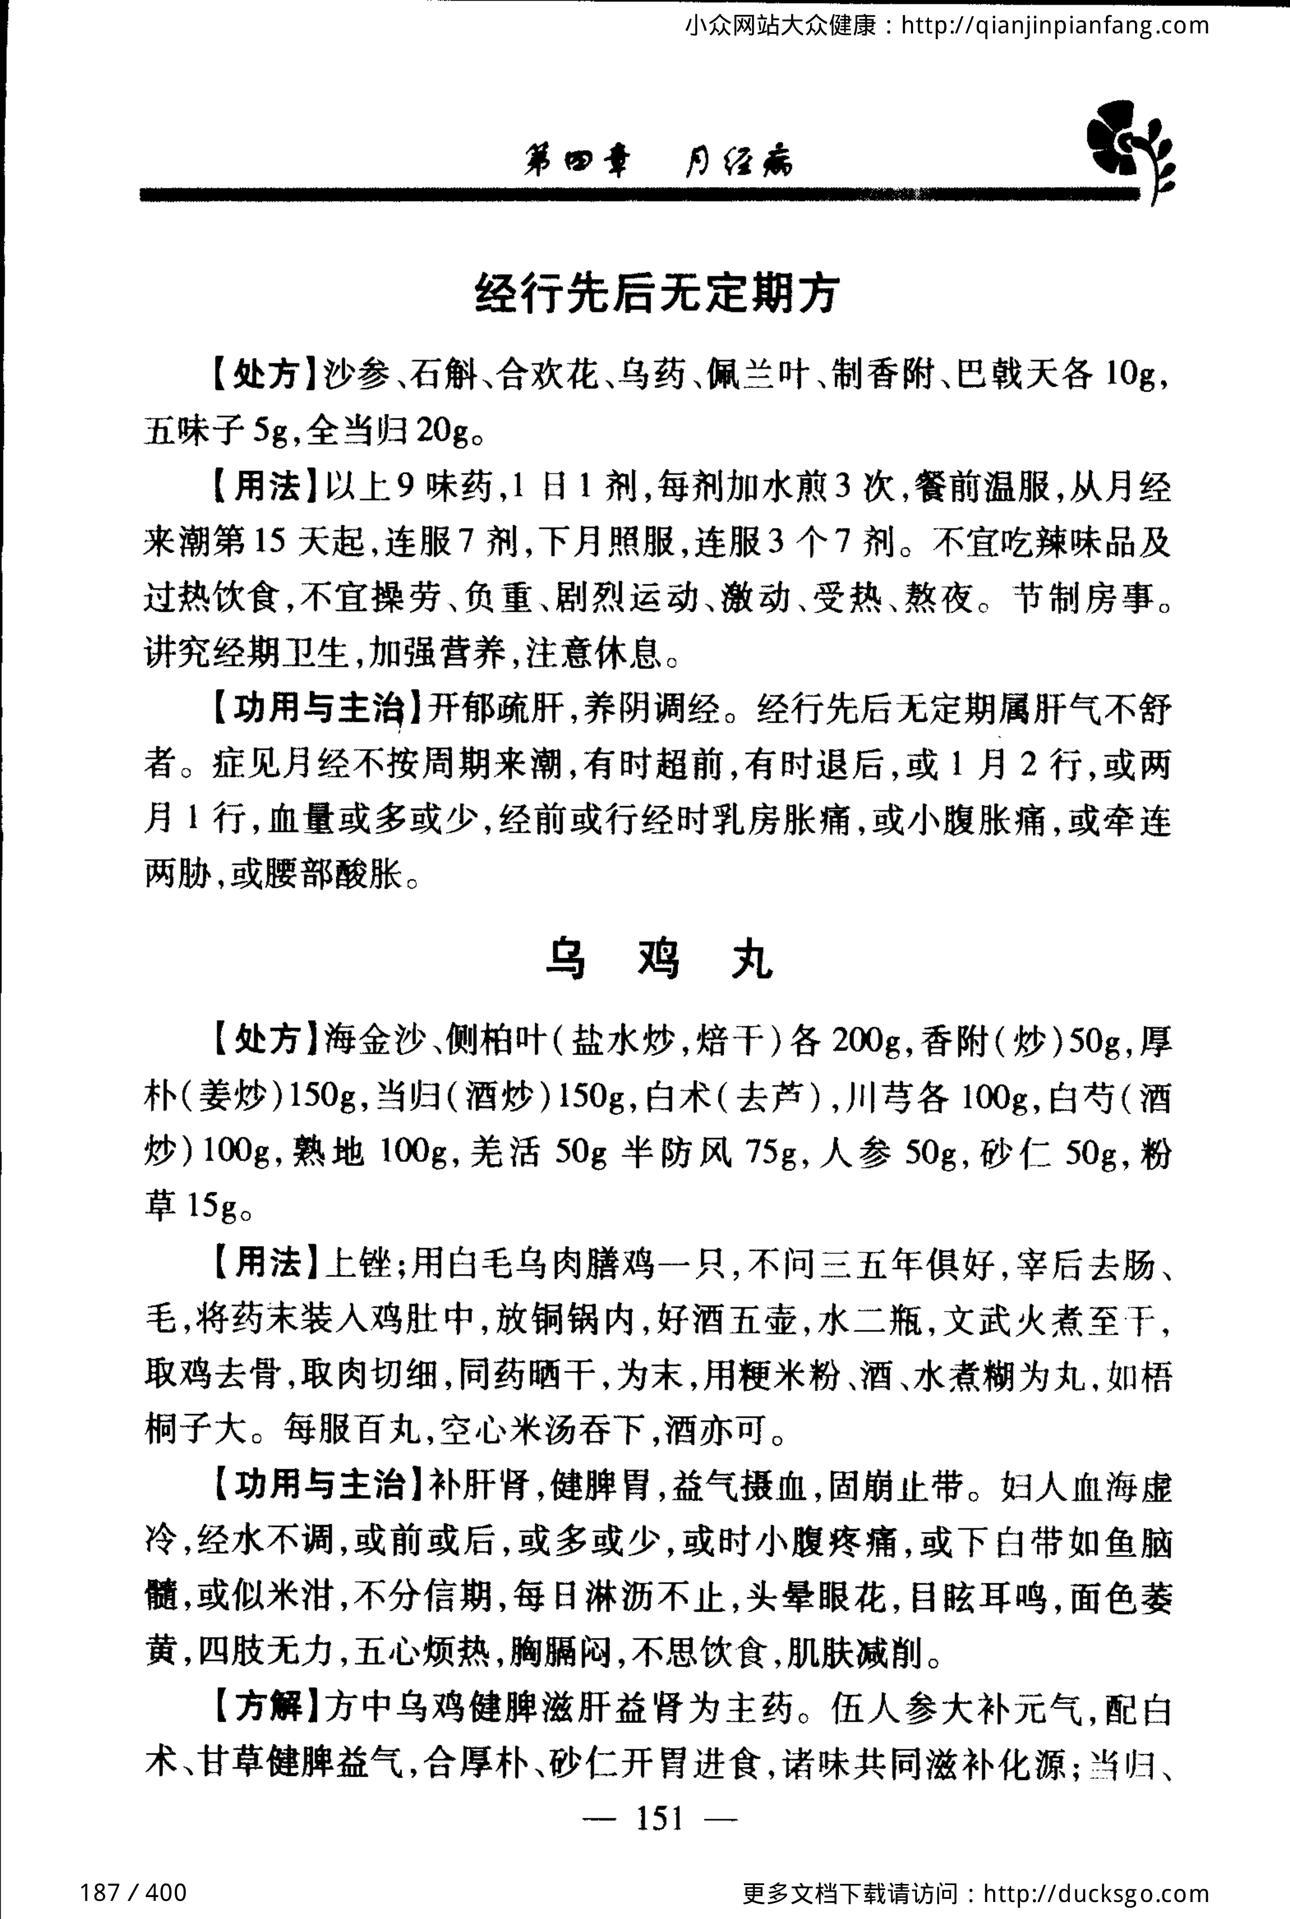 小众网站大众健康：http://qianjinpianfang.com
第四章 月经病
经行先后无定期方
【处方】沙参、石斛、合欢花、乌药、佩兰叶、制香附、巴戟天各 10g,
五味子 5g,全当归 20g。
【用法】以上 9 味药,1 日 1 剂,每剂加水煎 3 次,餐前温服,从月经
来潮第 15 天起,连服 7 剂,下月照服,连服 3 个 7 剂。不宜吃辣味品及
过热饮食,不宜操劳、负重、剧烈运动、激动、受热、熬夜。节制房事。
讲究经期卫生,加强营养,注意休息。
【功用与主治】开郁疏肝,养阴调经。经行先后无定期属肝气不舒
者。症见月经不按周期来潮,有时超前,有时退后,或 1 月 2 行,或两
月 1 行,血量或多或少,经前或行经时乳房胀痛,或小腹胀痛,或牵连
两胁,或腰部酸胀。
乌 鸡 丸
【处方】海金沙、侧柏叶(盐水炒,焙干)各 200g,香附(炒)50g,厚
朴(姜炒)150g,当归(酒炒)150g,白术(去芦),川芎各 100g,白芍(酒
炒)100g,熟地 100g,羌活 50g 半防风 75g,人参 50g,砂仁 50g,粉
草 15g。
【用法】上锉;用白毛乌肉膳鸡一只,不问三五年俱好,宰后去肠、
毛,将药末装入鸡肚中,放铜锅内,好酒五壶,水二瓶,文武火煮至干,
取鸡去骨,取肉切细,同药晒干,为末,用粳米粉、酒、水煮糊为丸,如梧
桐子大。每服百丸,空心米汤吞下,酒亦可。
【功用与主治】补肝肾,健脾胃,益气摄血,固崩止带。妇人血海虚
冷,经水不调,或前或后,或多或少,或时小腹疼痛,或下白带如鱼脑
髓,或似米泔,不分信期,每日淋沥不止,头晕眼花,目眩耳鸣,面色萎
黄,四肢无力,五心烦热,胸膈闷,不思饮食,肌肤减削。
【方解】方中乌鸡健脾滋肝益肾为主药。伍人参大补元气,配白
术、甘草健脾益气,合厚朴、砂仁开胃进食,诸味共同滋补化源;当归、
— 151 —
187 / 400
更多文档下载请访问：http://ducksgo.com